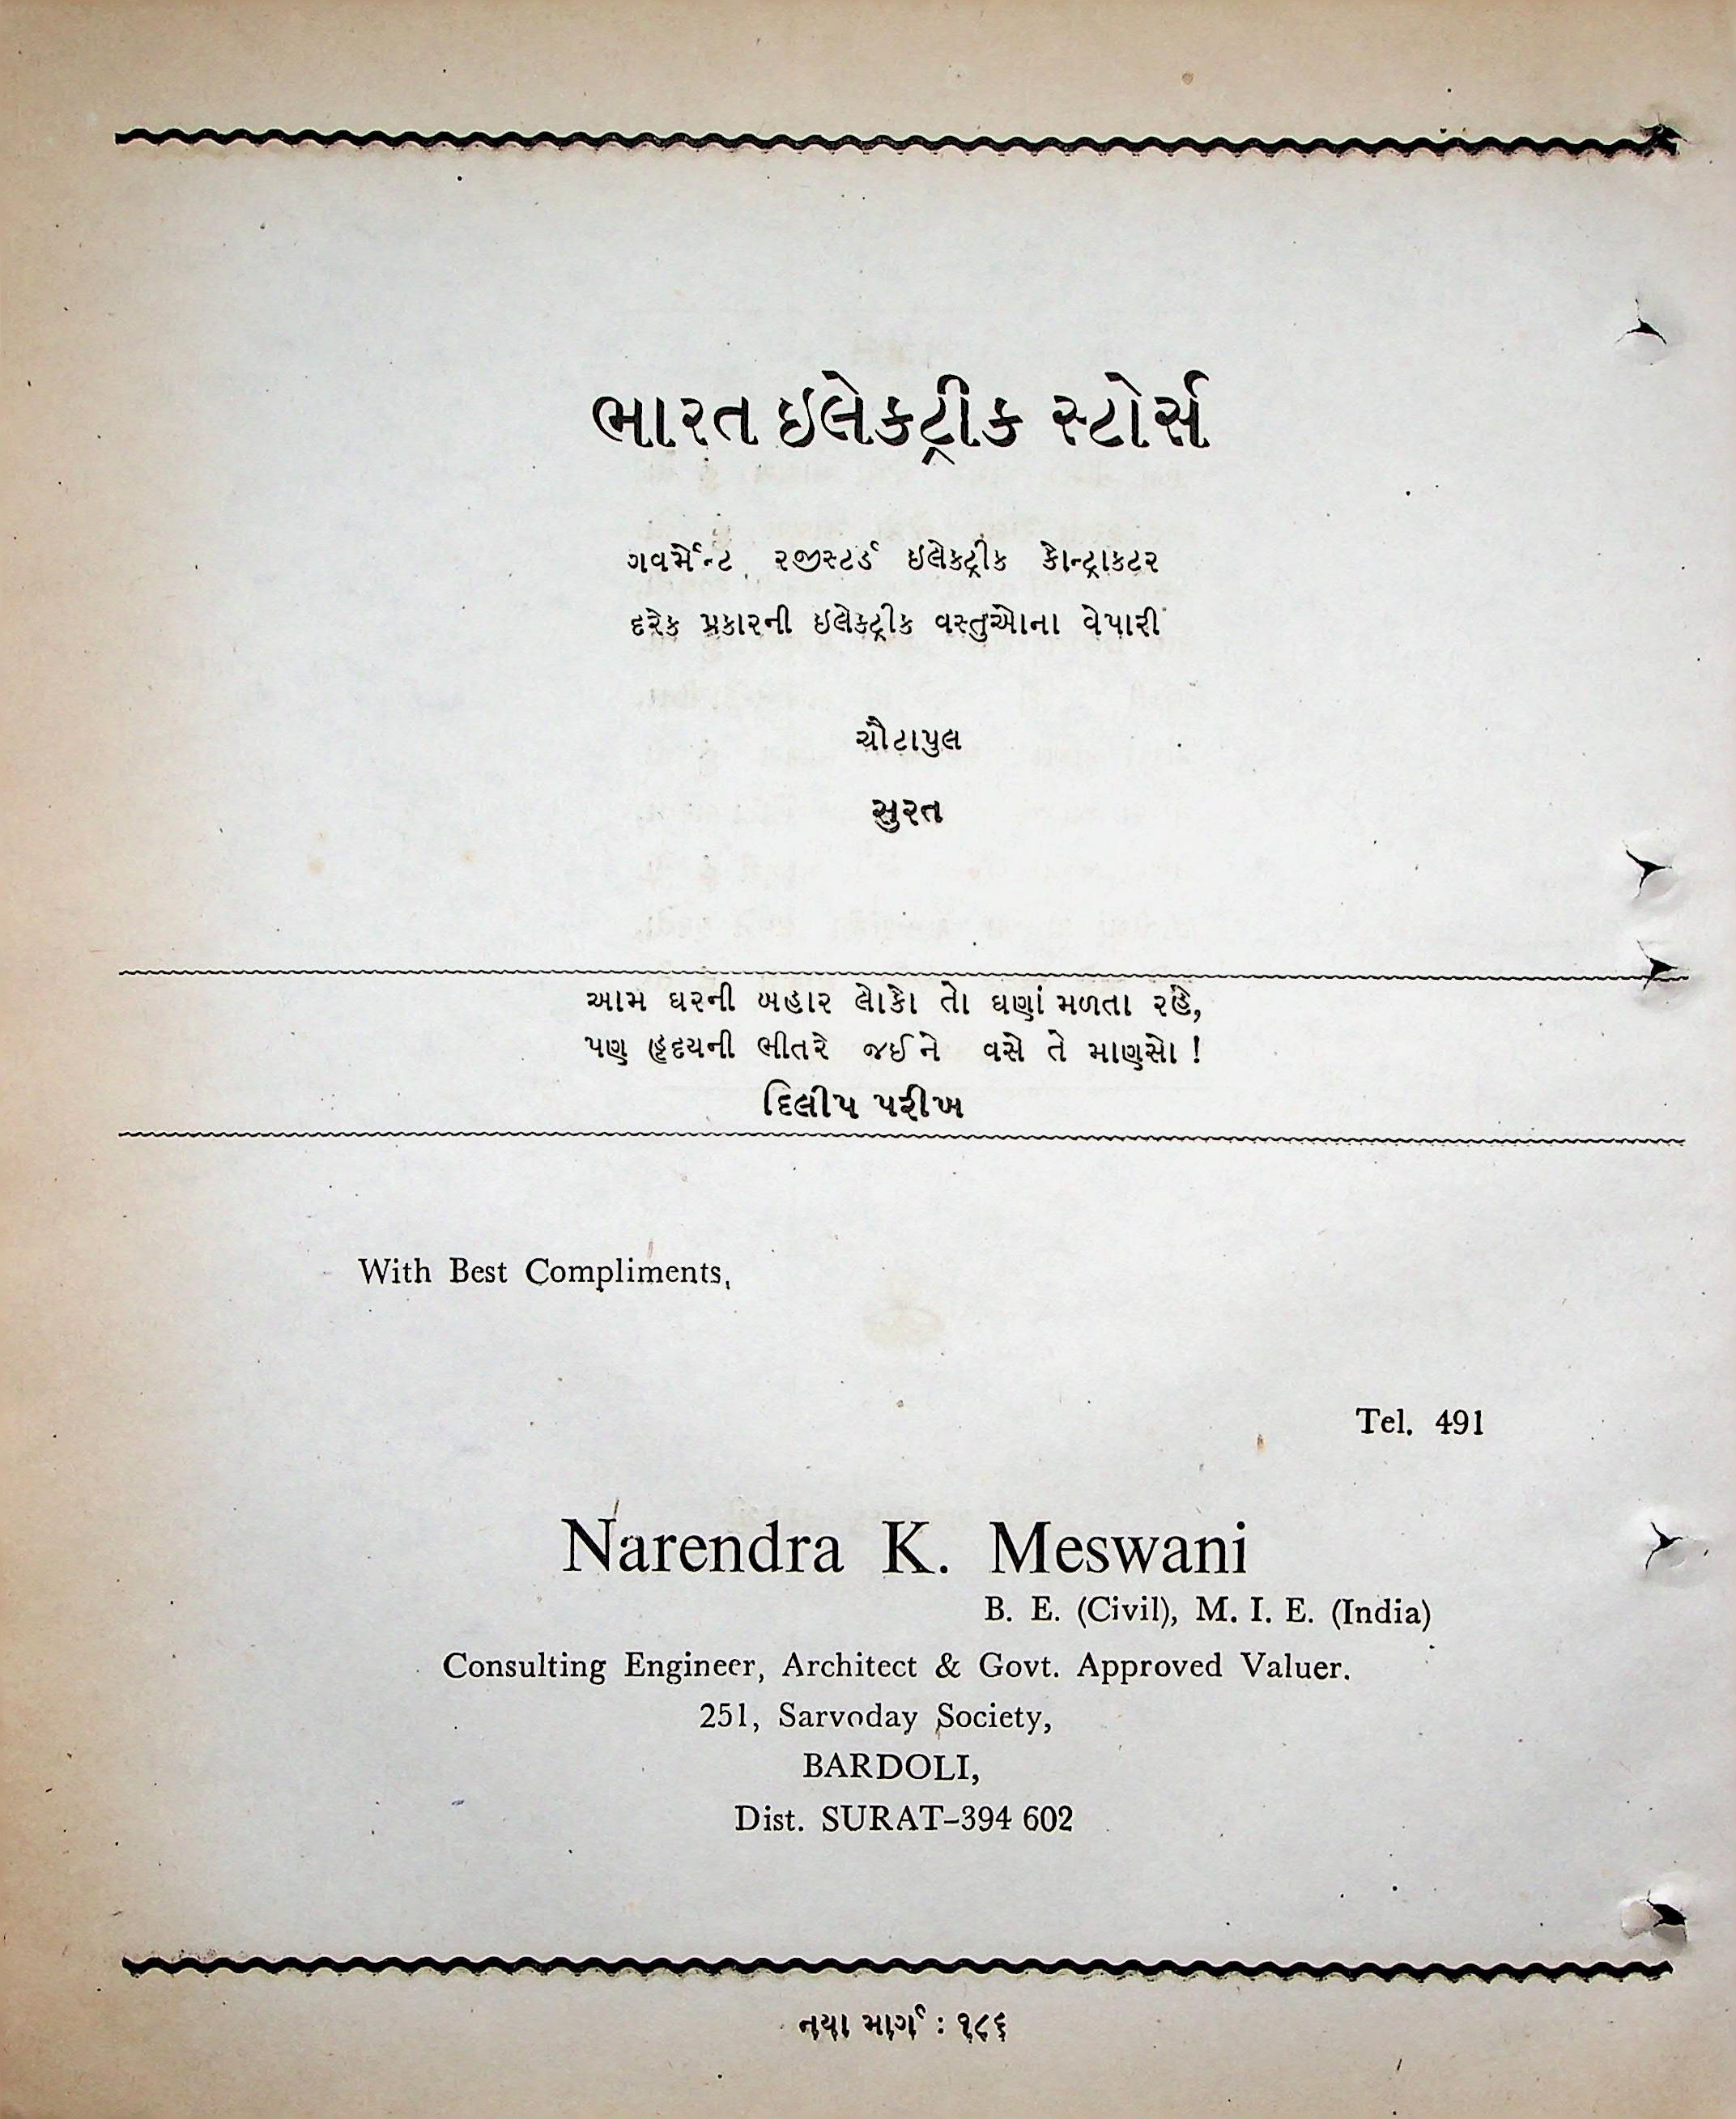 ભારત ઇલેકટ્રીક સ્ટોર્સ
ગવર્મેન્ટ રજીસ્ટર્ડ ઇલેકટ્રીક કોન્ટ્રાકટર
દરેક પ્રકારની ઇલેકટ્રીક વસ્તુઓના વેપારી
ચૌટાપુલ
સુરત
આમ ઘરની બહાર લોકો તો ઘણાં મળતા રહે,
પણ હૃદયની ભીતરે જઈને વસે તે માણસો !
દિલીપ પરીખ
With Best Compliments,
Tel. 491
Narendra K. Meswani
B. E. (Civil), M. I. E. (India)
Consulting Engineer, Architect & Govt. Approved Valuer.
251, Sarvoday Society,
BARDOLI,
Dist. SURAT-394 602
નયા માર્ગ : ૧૮૬